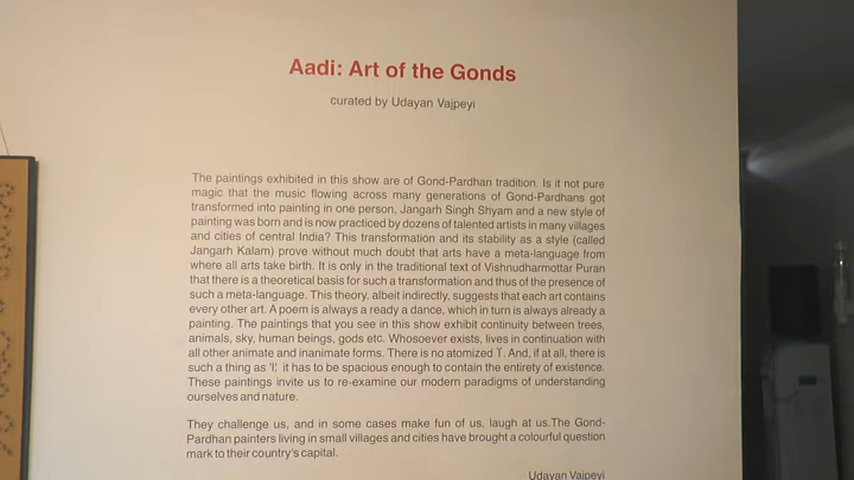 Aadi: Art of the Gonds
curated by Udayan Vajpeyi
The paintings exhibited in this show are of Gond-Pardhan tradition. Is it not pure
magic that the music flowing across many generations of Gond-Pardhans got
transformed into painting in one person, Jangarh Singh Shyam and a new style of
painting was born and is now practiced by dozens of talented artists in many villages
and cities of central India? This transformation and its stability as a style (called
Jangarh Kalam) prove without much doubt that arts have a meta-language from
where all arts take birth. It is only in the traditional text of Vishnudharmottar Puran
that there is a theoretical basis for such a transformation and thus of the presence of
such a meta-language. This theory, albeit indirectly, suggests that each art contains
every other art. A poem is always a ready a dance, which in turn is always already a
painting. The paintings that you see in this show exhibit continuity between trees,
animals, sky, human beings, gods etc. Whosoever exists, lives in continuation with
all other animate and inanimate forms. There is no atomized 'I'. And, if at all, there is
such a thing as 'I', it has to be spacious enough to contain the entirety of existence.
These paintings invite us to re-examine our modern paradigms of understanding
ourselves and nature.
They challenge us, and in some cases make fun of us, laugh at us.The Gond-
Pardhan painters living in small villages and cities have brought a colourful question
mark to their country's capital.
Udayan Vajpeyi